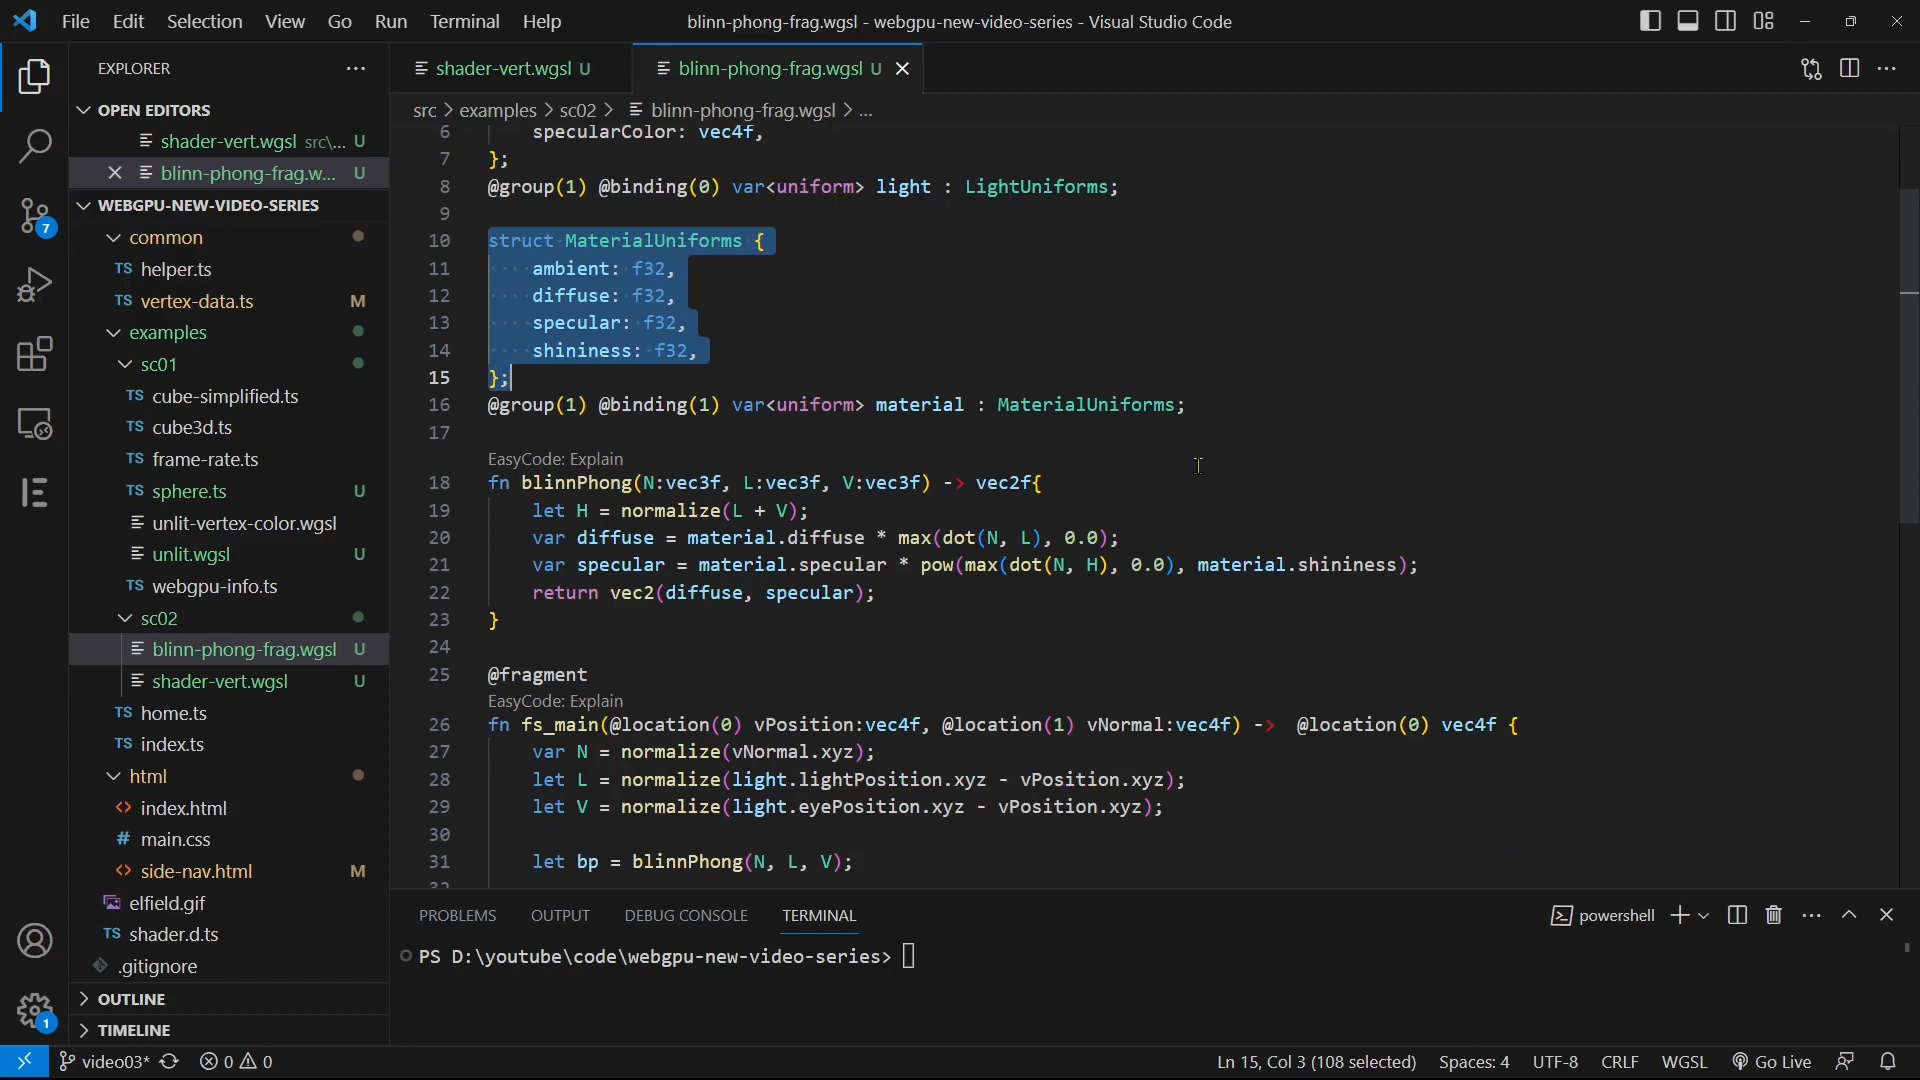 File Edit Selection View Go Run Terminal Help
blinn-phong-frag.wgsl - webgpu-new-video-series - Visual Studio Code
EXPLORER
OPEN EDITORS
shader-vert.wgsl src\... U
blinn-phong-frag.w... U
WEBGPU-NEW-VIDEO-SERIES
common
TS helper.ts
TS vertex-data.ts M
examples
sc01
TS cube-simplified.ts
TS cube3d.ts
TS frame-rate.ts
TS sphere.ts U
unlit-vertex-color.wgsl
unlit.wgsl U
TS webgpu-info.ts
sc02
blinn-phong-frag.wgsl U
shader-vert.wgsl U
TS home.ts
TS index.ts
html
<> index.html
# main.css
<> side-nav.html M
elfield.gif
TS shader.d.ts
.gitignore
OUTLINE
TIMELINE
7
1
shader-vert.wgsl U
blinn-phong-frag.wgsl U
src > examples > sc02 > blinn-phong-frag.wgsl > ...
6 specularColor: vec4f,
7 };
8 @group(1) @binding(0) var<uniform> light : LightUniforms;
9
10 struct MaterialUniforms {
11 ambient: f32,
12 diffuse: f32,
13 specular: f32,
14 shininess: f32,
15 };
16 @group(1) @binding(1) var<uniform> material : MaterialUniforms;
17
EasyCode: Explain
18 fn blinnPhong(N:vec3f, L:vec3f, V:vec3f) -> vec2f{
19 let H = normalize(L + V);
20 var diffuse = material.diffuse * max(dot(N, L), 0.0);
21 var specular = material.specular * pow(max(dot(N, H), 0.0), material.shininess);
22 return vec2(diffuse, specular);
23 }
24
25 @fragment
EasyCode: Explain
26 fn fs_main(@location(0) vPosition:vec4f, @location(1) vNormal:vec4f) -> @location(0) vec4f {
27 var N = normalize(vNormal.xyz);
28 let L = normalize(light.lightPosition.xyz - vPosition.xyz);
29 let V = normalize(light.eyePosition.xyz - vPosition.xyz);
30
31 let bp = blinnPhong(N, L, V);
32
PROBLEMS OUTPUT DEBUG CONSOLE TERMINAL
powershell
PS D:\youtube\code\webgpu-new-video-series>
video03* 0 0
Ln 15, Col 3 (108 selected) Spaces: 4 UTF-8 CRLF WGSL Go Live